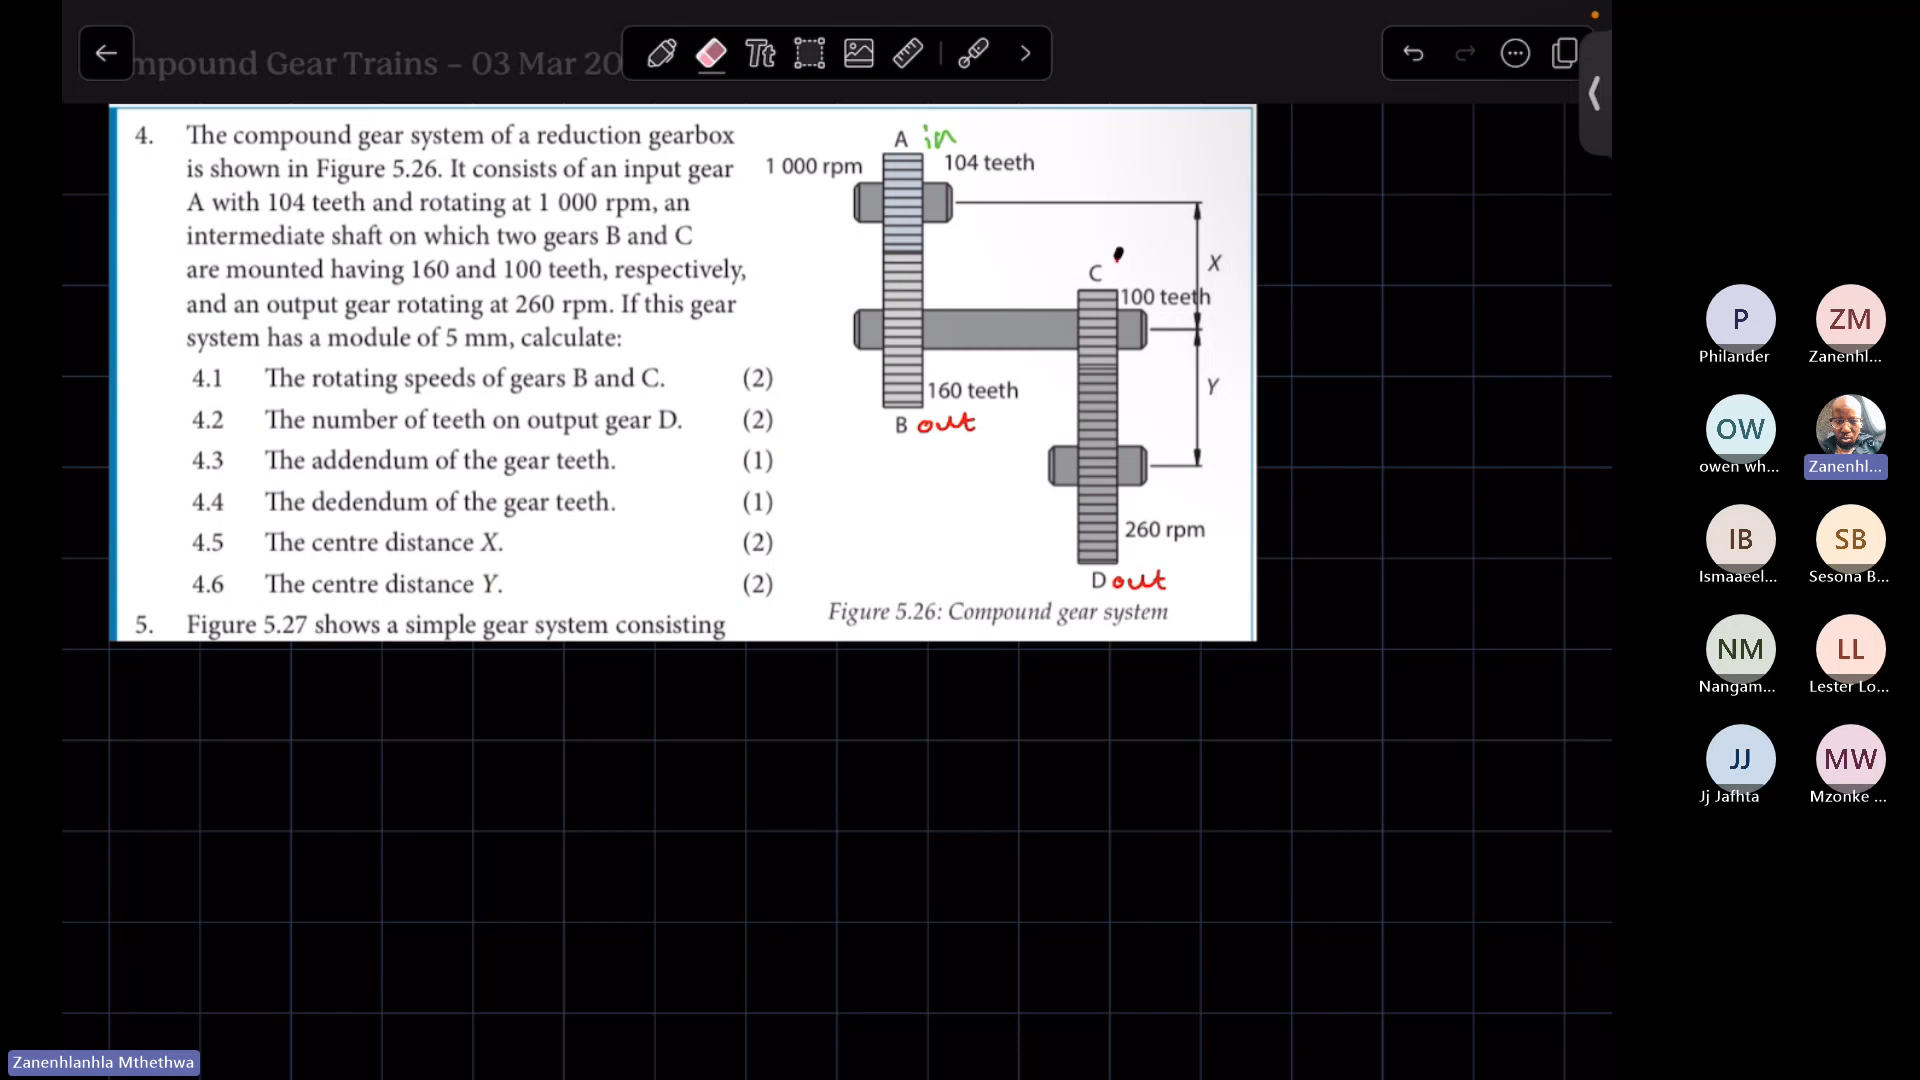 mpound Gear Trains – 03 Mar 20
Tt
4. The compound gear system of a reduction gearbox
is shown in Figure 5.26. It consists of an input gear
A with 104 teeth and rotating at 1 000 rpm, an
intermediate shaft on which two gears B and C
are mounted having 160 and 100 teeth, respectively,
and an output gear rotating at 260 rpm. If this gear
system has a module of 5 mm, calculate:
4.1 The rotating speeds of gears B and C. (2)
4.2 The number of teeth on output gear D. (2)
4.3 The addendum of the gear teeth. (1)
4.4 The dedendum of the gear teeth. (1)
4.5 The centre distance X. (2)
4.6 The centre distance Y. (2)
5. Figure 5.27 shows a simple gear system consisting
A in
1 000 rpm
104 teeth
X
C
100 teeth
Y
160 teeth
B out
260 rpm
D out
Figure 5.26: Compound gear system
P
Philander
ZM
Zanenhl...
OW
owen wh...
Zanenhl...
IB
Ismaaeel...
SB
Sesona B...
NM
Nangam...
LL
Lester Lo...
JJ
Jj Jafhta
MW
Mzonke ...
Zanenhlanhla Mthethwa